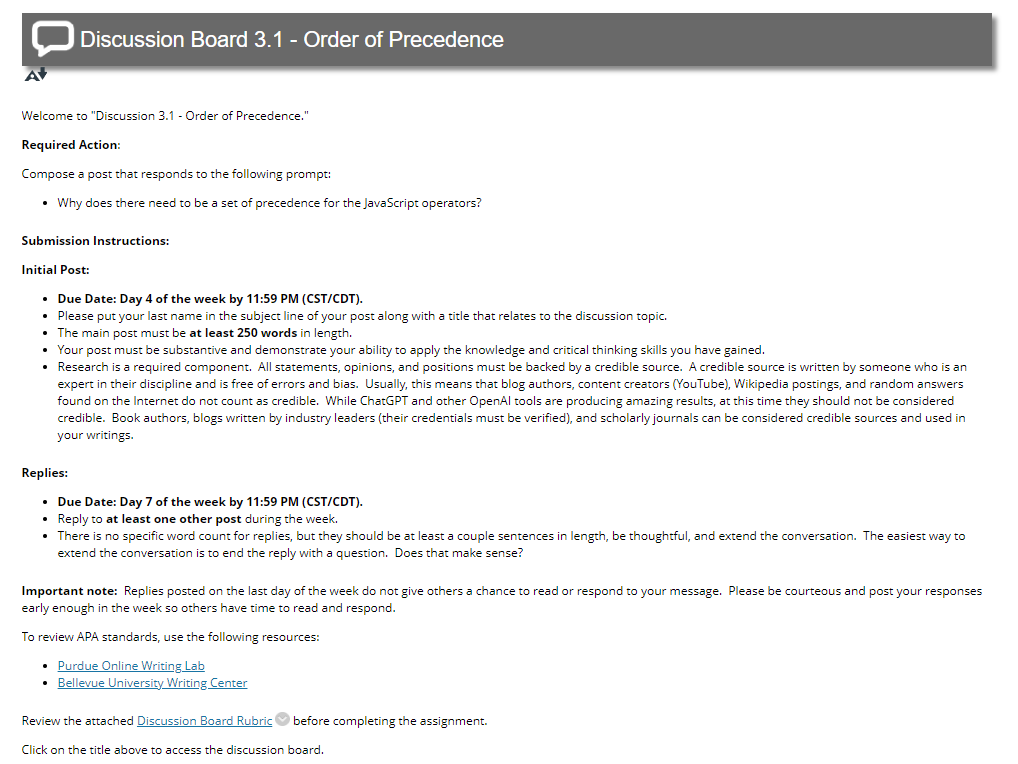 Discussion Board 3.1 - Order of Precedence
A
Welcome to "Discussion 3.1 - Order of Precedence."
Required Action:
Compose a post that responds to the following prompt:
• Why does there need to be a set of precedence for the JavaScript operators?
Submission Instructions:
Initial Post:
• Due Date: Day 4 of the week by 11:59 PM (CST/CDT).
• Please put your last name in the subject line of your post along with a title that relates to the discussion topic.
• The main post must be at least 250 words in length.
• Your post must be substantive and demonstrate your ability to apply the knowledge and critical thinking skills you have gained.
• Research is a required component.  All statements, opinions, and positions must be backed by a credible source.  A credible source is written by someone who is an
expert in their discipline and is free of errors and bias.  Usually, this means that blog authors, content creators (YouTube), Wikipedia postings, and random answers
found on the Internet do not count as credible.  While ChatGPT and other OpenAI tools are producing amazing results, at this time they should not be considered
credible.  Book authors, blogs written by industry leaders (their credentials must be verified), and scholarly journals can be considered credible sources and used in
your writings.
Replies:
• Due Date: Day 7 of the week by 11:59 PM (CST/CDT).
• Reply to at least one other post during the week.
• There is no specific word count for replies, but they should be at least a couple sentences in length, be thoughtful, and extend the conversation.  The easiest way to
extend the conversation is to end the reply with a question.  Does that make sense?
Important note:  Replies posted on the last day of the week do not give others a chance to read or respond to your message.  Please be courteous and post your responses
early enough in the week so others have time to read and respond.
To review APA standards, use the following resources:
• Purdue Online Writing Lab
• Bellevue University Writing Center
Review the attached Discussion Board Rubric before completing the assignment.
Click on the title above to access the discussion board.